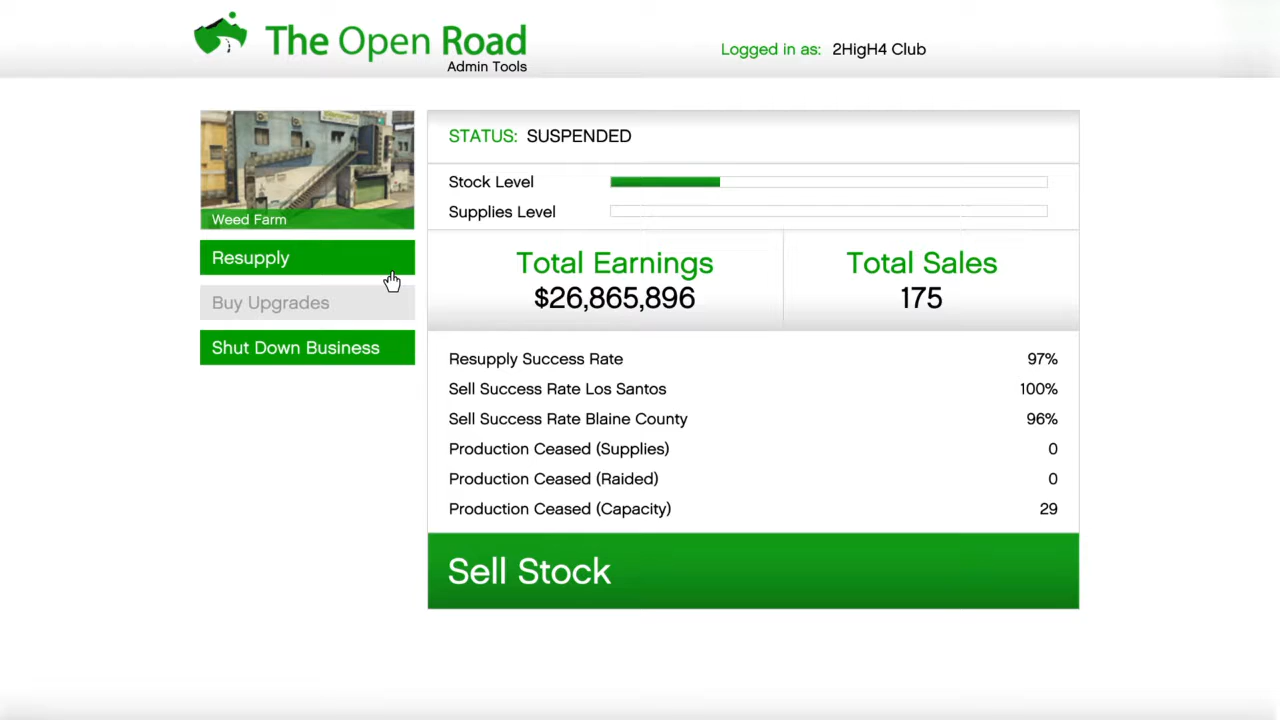 The Open Road
Admin Tools
Logged in as: 2HigH4 Club
Weed Farm
Resupply
Buy Upgrades
Shut Down Business
STATUS: SUSPENDED
Stock Level
Supplies Level
Total Earnings
$26,865,896
Total Sales
175
Resupply Success Rate 97%
Sell Success Rate Los Santos 100%
Sell Success Rate Blaine County 96%
Production Ceased (Supplies) 0
Production Ceased (Raided) 0
Production Ceased (Capacity) 29
Sell Stock